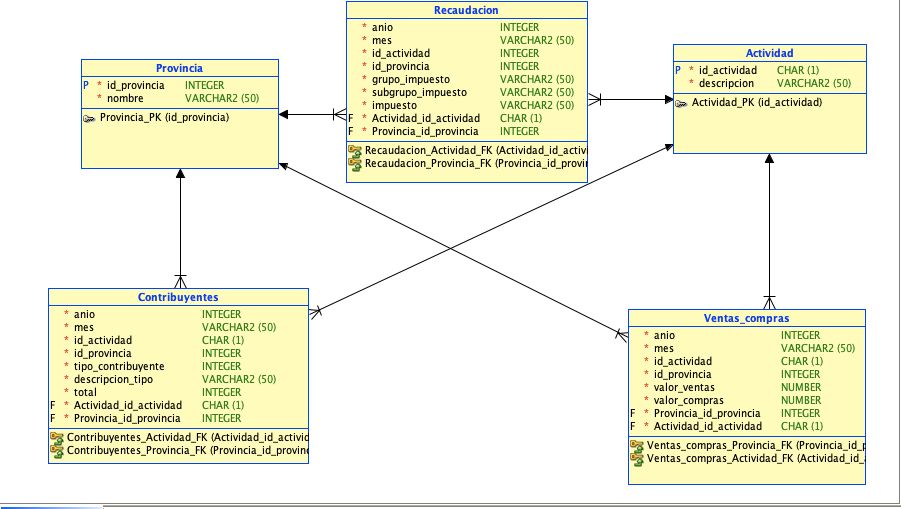 Recaudacion
* anio INTEGER
* mes VARCHAR2 (50)
* id_actividad INTEGER
* id_provincia INTEGER
* grupo_impuesto VARCHAR2 (50)
* subgrupo_impuesto VARCHAR2 (50)
* impuesto VARCHAR2 (50)
F * Actividad_id_actividad CHAR (1)
F * Provincia_id_provincia INTEGER
Recaudacion_Actividad_FK (Actividad_id_activ
Recaudacion_Provincia_FK (Provincia_id_provin
Provincia
P * id_provincia INTEGER
* nombre VARCHAR2 (50)
Provincia_PK (id_provincia)
Actividad
P * id_actividad CHAR (1)
* descripcion VARCHAR2 (50)
Actividad_PK (id_actividad)
Contribuyentes
* anio INTEGER
* mes VARCHAR2 (50)
* id_actividad CHAR (1)
* id_provincia INTEGER
* tipo_contribuyente INTEGER
* descripcion_tipo VARCHAR2 (50)
* total INTEGER
F * Actividad_id_actividad CHAR (1)
F * Provincia_id_provincia INTEGER
Contribuyentes_Actividad_FK (Actividad_id_activid
Contribuyentes_Provincia_FK (Provincia_id_provinc
Ventas_compras
* anio INTEGER
* mes VARCHAR2 (50)
* id_actividad CHAR (1)
* id_provincia INTEGER
* valor_ventas NUMBER
* valor_compras NUMBER
F * Provincia_id_provincia INTEGER
F * Actividad_id_actividad CHAR (1)
Ventas_compras_Provincia_FK (Provincia_id_p
Ventas_compras_Actividad_FK (Actividad_id_a